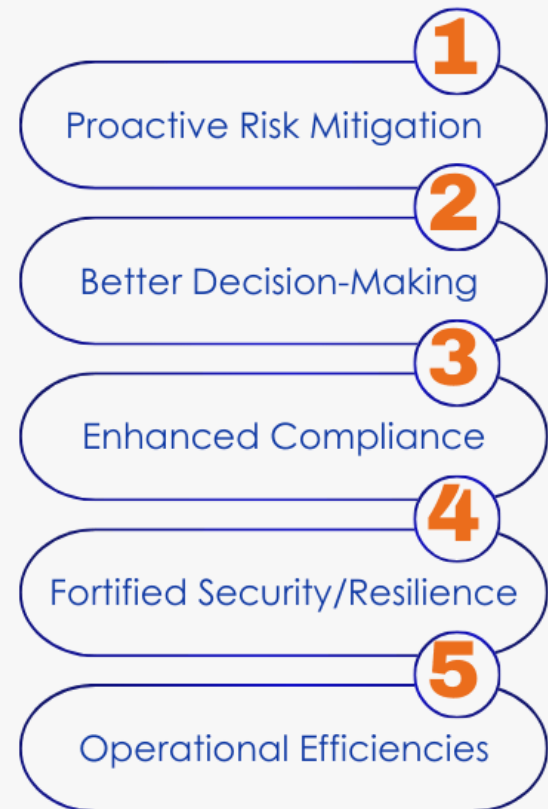 1
Proactive Risk Mitigation
2
Better Decision-Making
3
Enhanced Compliance
4
Fortified Security/Resilience
5
Operational Efficiencies